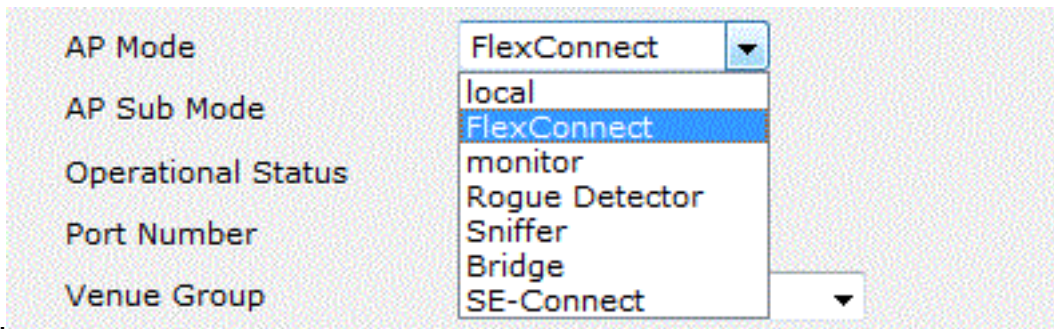 AP Mode FlexConnect
local
AP Sub Mode
FlexConnect
monitor
Operational Status
Rogue Detector
Port Number
Sniffer
Bridge
Venue Group
SE-Connect